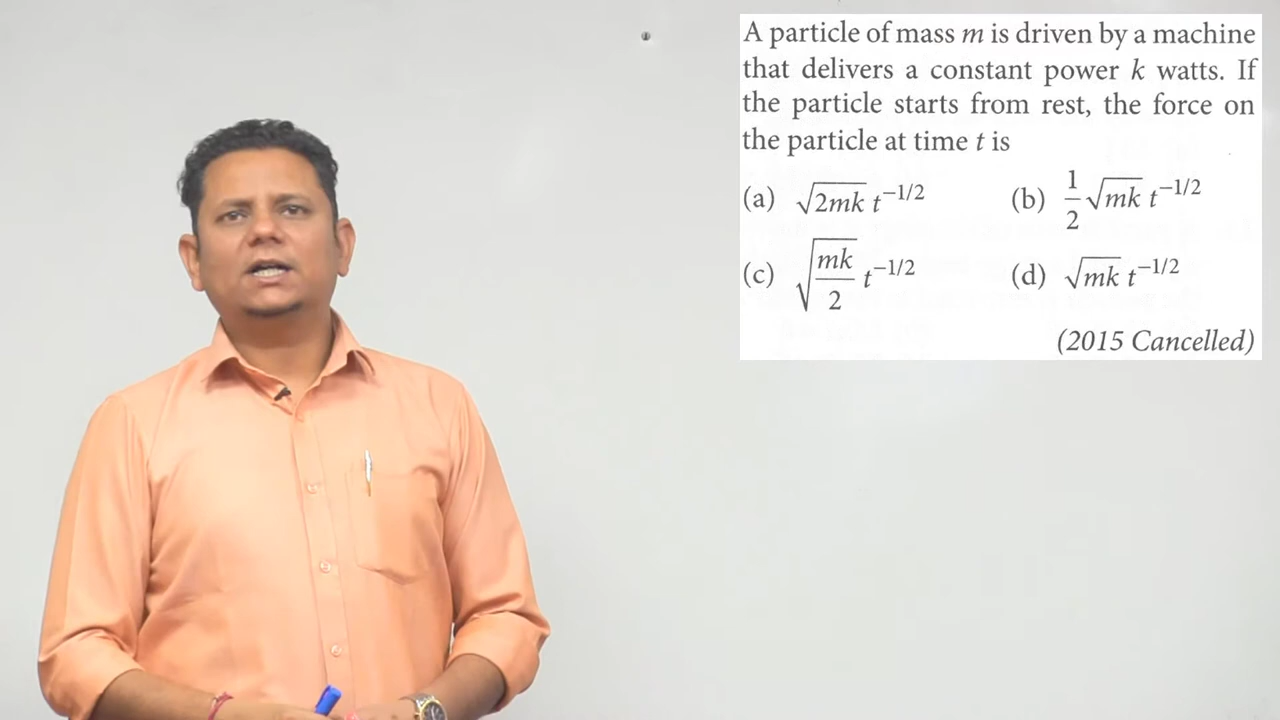 A particle of mass m is driven by a machine
that delivers a constant power k watts. If
the particle starts from rest, the force on
the particle at time t is
(a) √2mk t⁻¹/² (b) 1/2 √mk t⁻¹/²
(c) √(mk/2) t⁻¹/² (d) √mk t⁻¹/²
(2015 Cancelled)